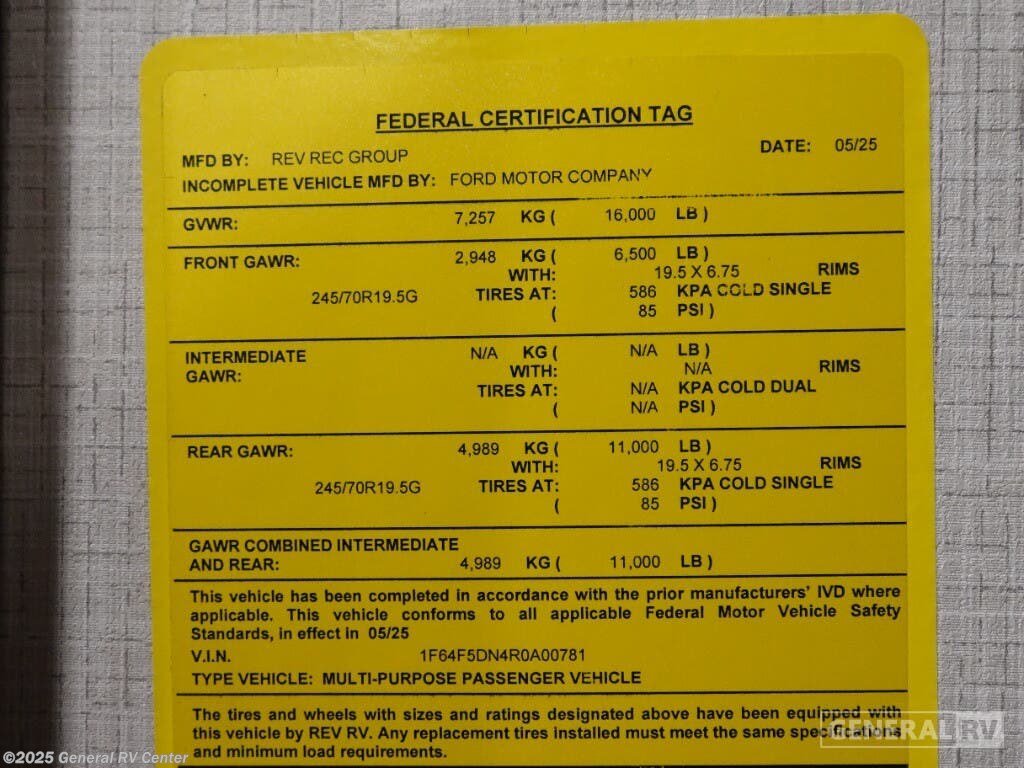 FEDERAL CERTIFICATION TAG
MFD BY: REV REC GROUP DATE: 05/25
INCOMPLETE VEHICLE MFD BY: FORD MOTOR COMPANY
GVWR: 7,257 KG ( 16,000 LB )
FRONT GAWR: 2,948 KG ( 6,500 LB )
WITH: 19.5 X 6.75 RIMS
245/70R19.5G TIRES AT: 586 KPA COLD SINGLE
( 85 PSI )
INTERMEDIATE N/A KG ( N/A LB )
GAWR: WITH: N/A RIMS
TIRES AT: N/A KPA COLD DUAL
( N/A PSI )
REAR GAWR: 4,989 KG ( 11,000 LB )
WITH: 19.5 X 6.75 RIMS
245/70R19.5G TIRES AT: 586 KPA COLD SINGLE
( 85 PSI )
GAWR COMBINED INTERMEDIATE
AND REAR: 4,989 KG ( 11,000 LB )
This vehicle has been completed in accordance with the prior manufacturers' IVD where
applicable. This vehicle conforms to all applicable Federal Motor Vehicle Safety
Standards, in effect in 05/25
V.I.N. 1F64F5DN4R0A00781
TYPE VEHICLE: MULTI-PURPOSE PASSENGER VEHICLE
The tires and wheels with sizes and ratings designated above have been equipped with
this vehicle by REV RV. Any replacement tires installed must meet the same specifications
and minimum load requirements.
GENERAL RV
©2025 General RV Center